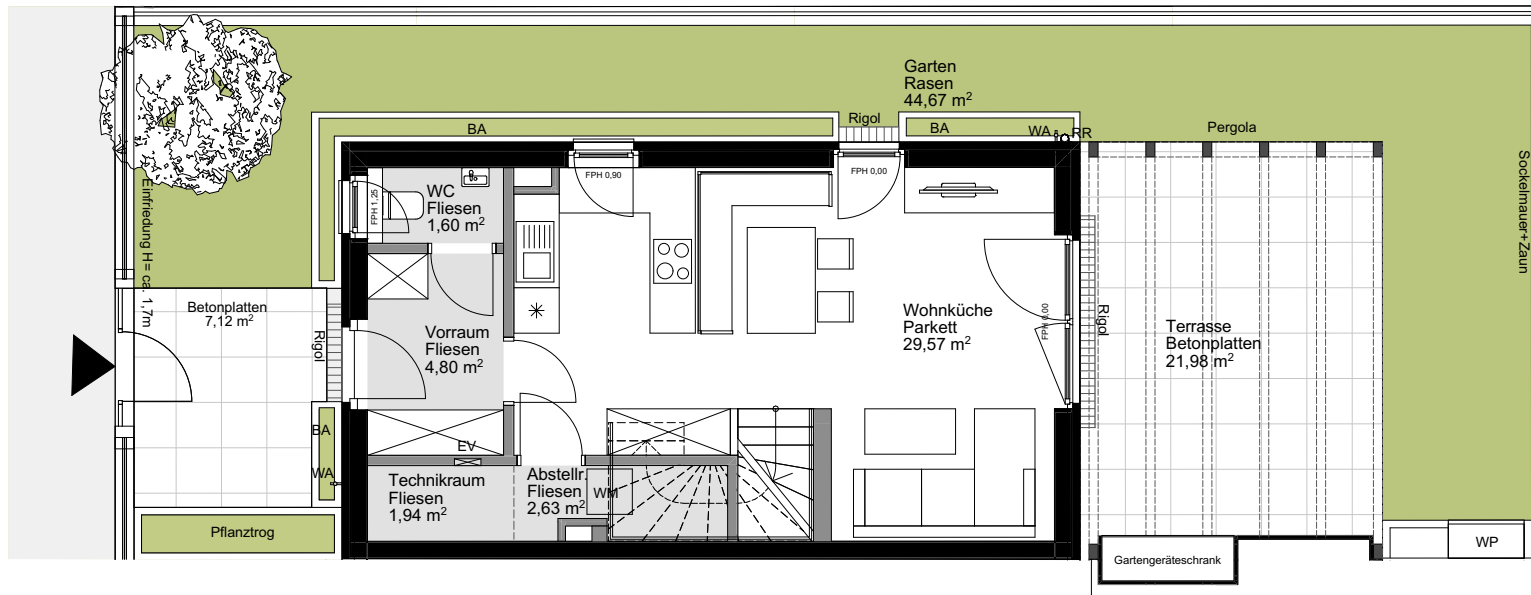 Garten
Rasen
44,67 m²
Rigol
BA
BA
WA
RR
Pergola
Sockelmauer+Zaun
Einfriedung H= ca. 1,7m
FPH 1,25
WC
Fliesen
1,60 m²
FPH 0,90
FPH 0,00
Betonplatten
7,12 m²
Rigol
Vorraum
Fliesen
4,80 m²
Wohnküche
Parkett
29,57 m²
FPH 0,00
Rigol
Terrasse
Betonplatten
21,98 m²
BA
WA
EV
Technikraum
Fliesen
1,94 m²
Abstellr.
Fliesen
2,63 m²
WM
Pflanztrog
Gartengeräteschrank
WP